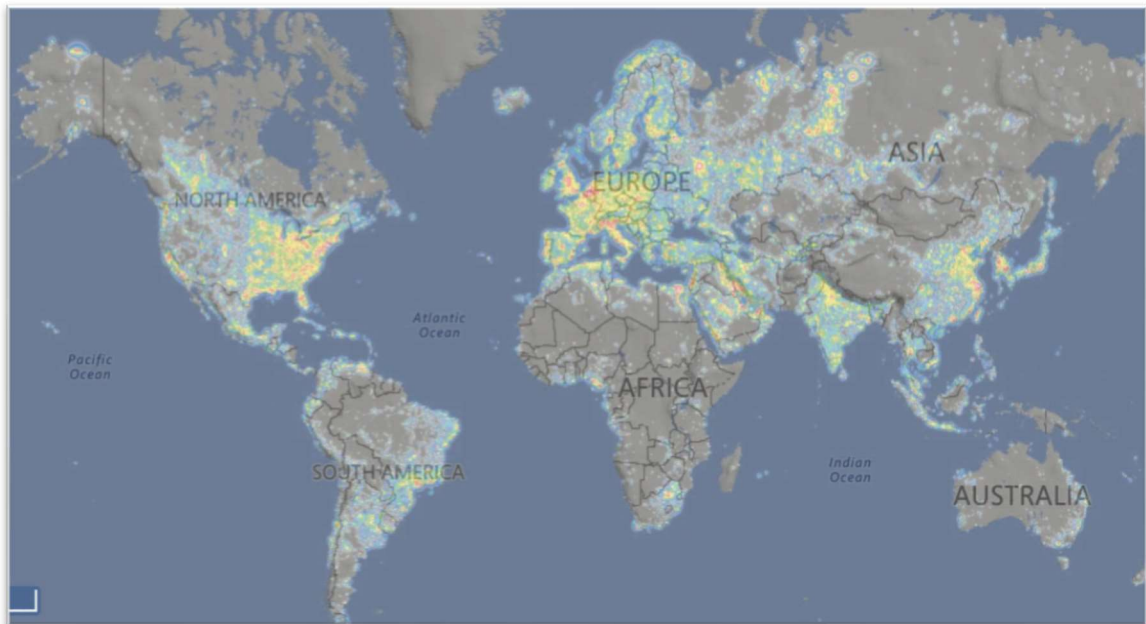 ASIA
EUROPE
NORTH AMERICA
Atlantic
Ocean
Pacific
Ocean
AFRICA
SOUTH AMERICA
Indian
Ocean
AUSTRALIA